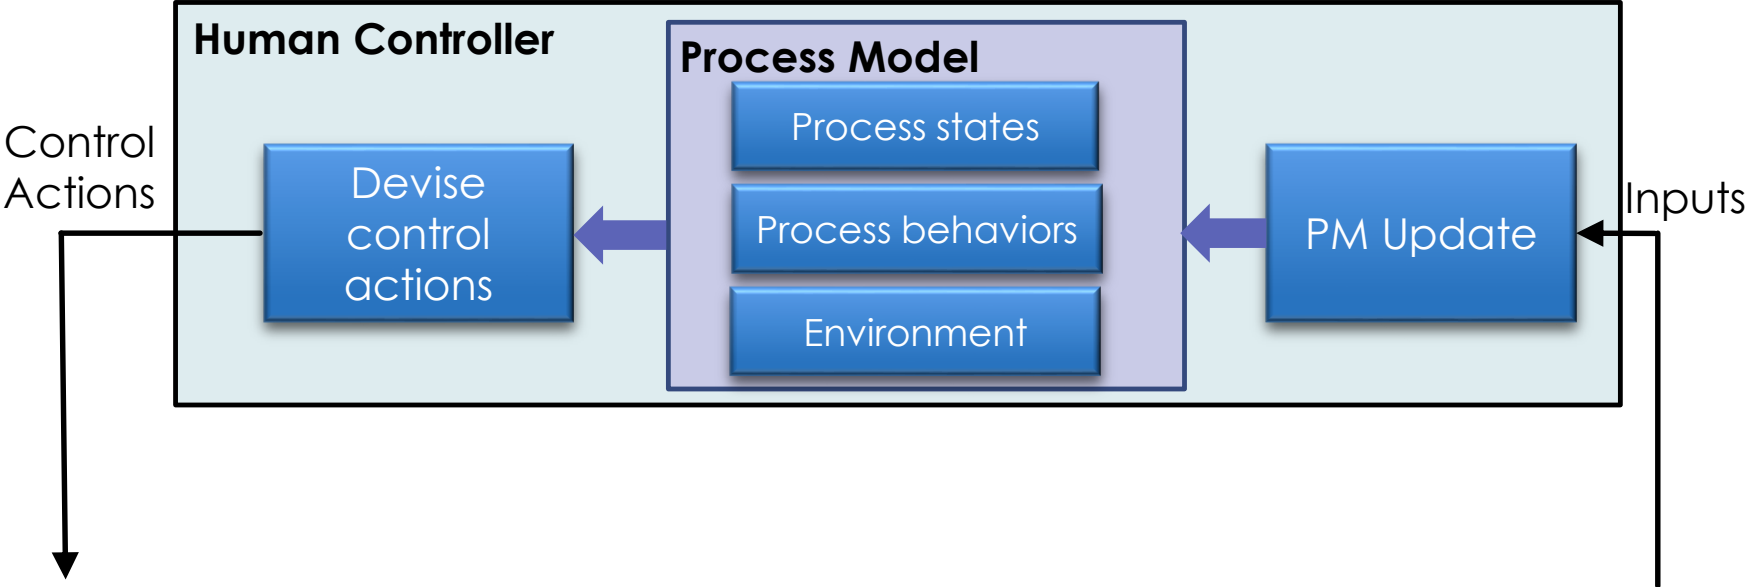 Human Controller
Process Model
Process states
Process behaviors
Environment
Control
Actions
Devise
control
actions
PM Update
Inputs